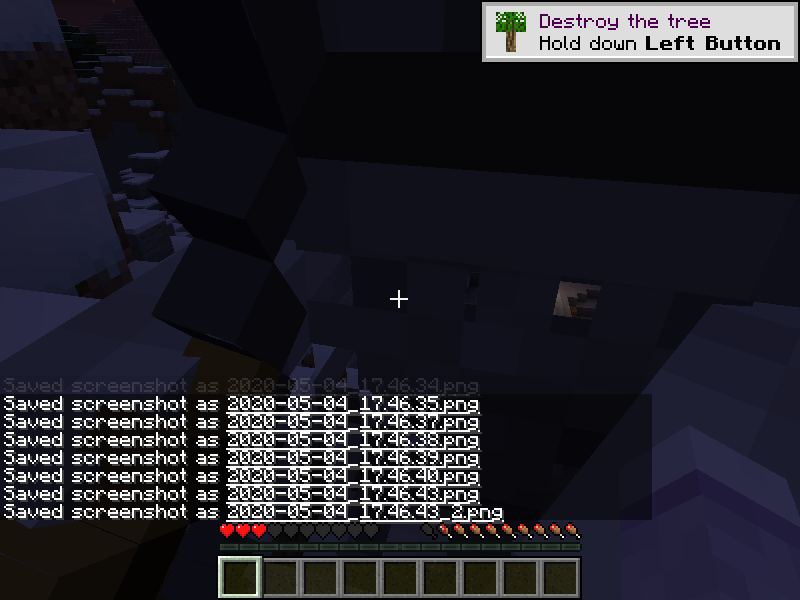 Destroy the tree
Hold down Left Button
Saved screenshot as 2020-05-04_17.46.34.png
Saved screenshot as 2020-05-04_17.46.35.png
Saved screenshot as 2020-05-04_17.46.37.png
Saved screenshot as 2020-05-04_17.46.38.png
Saved screenshot as 2020-05-04_17.46.39.png
Saved screenshot as 2020-05-04_17.46.40.png
Saved screenshot as 2020-05-04_17.46.43.png
Saved screenshot as 2020-05-04_17.46.43_2.png